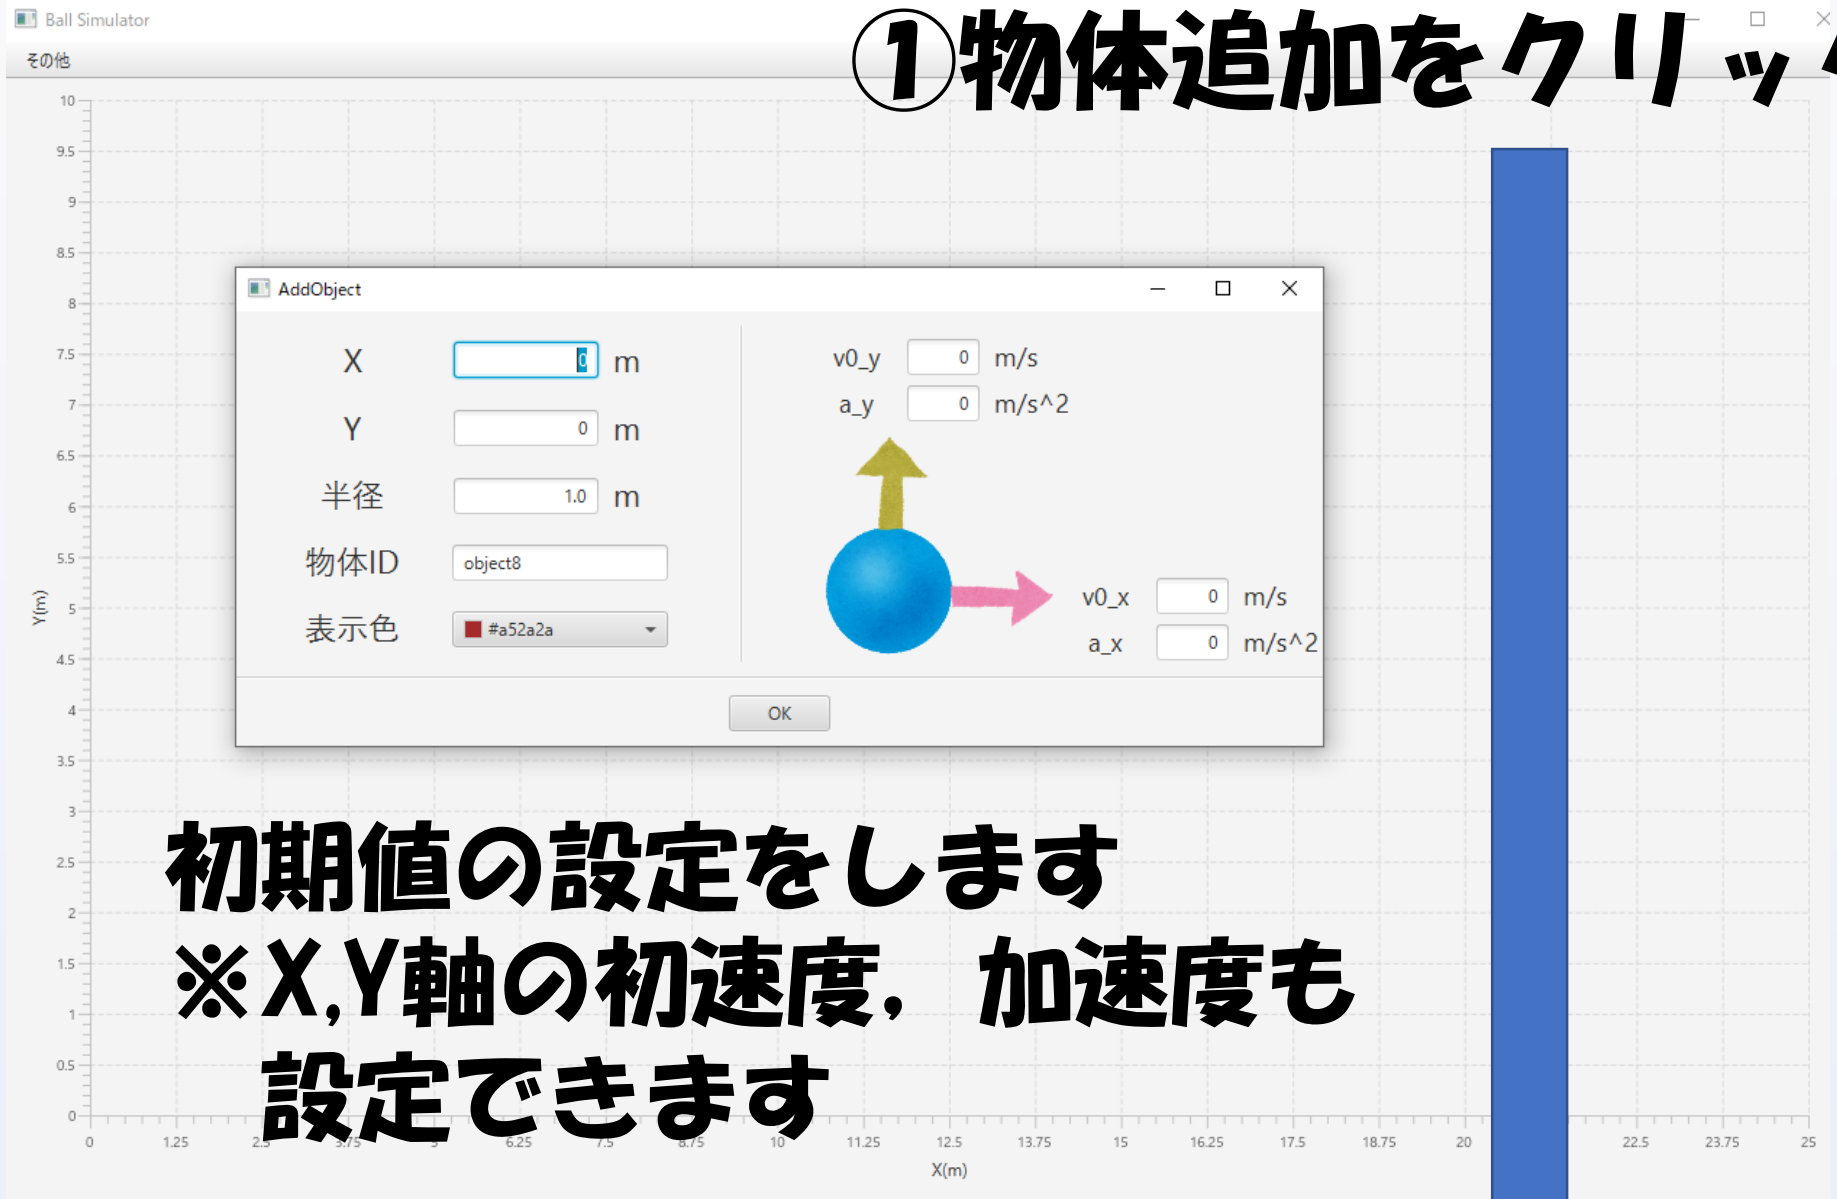 Ball Simulator
①物体追加をクリック
その他
10
9.5
9
8.5
8
7.5
7
6.5
6
5.5
5
4.5
4
3.5
3
2.5
2
1.5
1
0.5
0
Y(m)
AddObject
X 0 m
Y 0 m
半径 1.0 m
物体ID object8
表示色 #a52a2a
v0_y 0 m/s
a_y 0 m/s^2
v0_x 0 m/s
a_x 0 m/s^2
OK
初期値の設定をします
※X,Y軸の初速度，加速度も
設定できます
0 1.25 2.5 3.75 5 6.25 7.5 8.75 10 11.25 12.5 13.75 15 16.25 17.5 18.75 20 22.5 23.75 25
X(m)